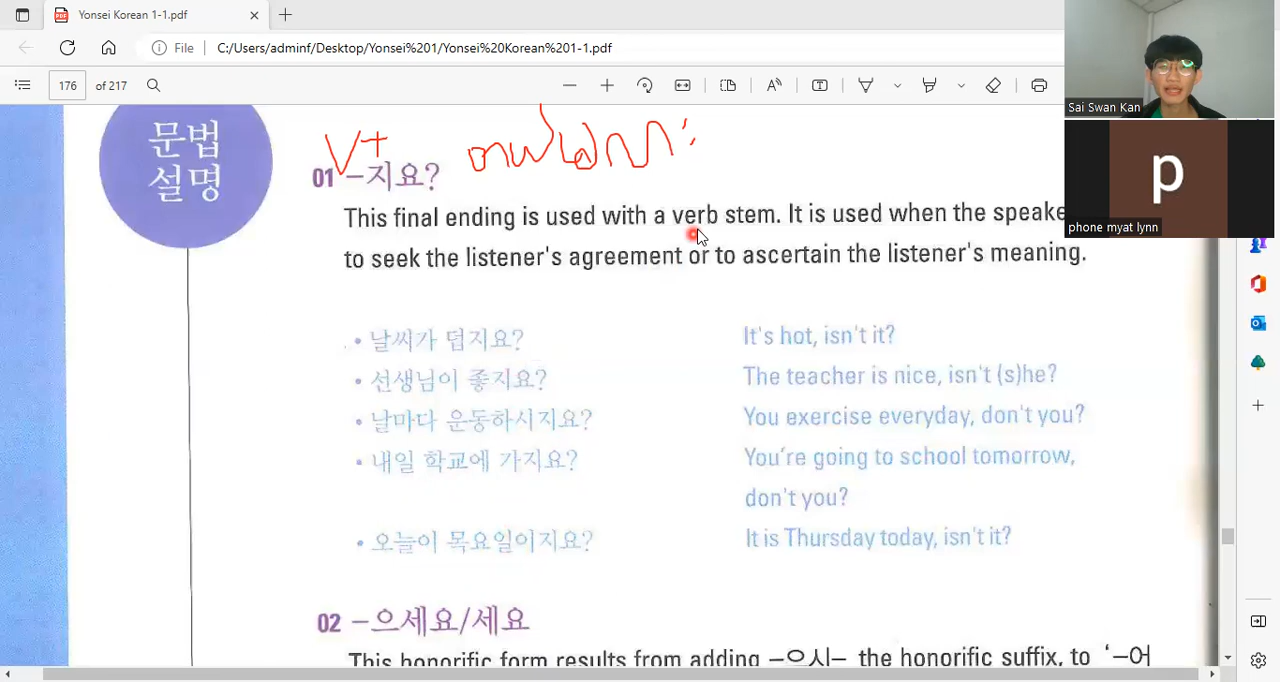 Yonsei Korean 1-1.pdf
File
C:/Users/adminf/Desktop/Yonsei%201/Yonsei%20Korean%201-1.pdf
176
of 217
Sai Swan Kan
p
phone myat lynn
문법
설명
V+
01 –지요?
This final ending is used with a verb stem. It is used when the speake
to seek the listener's agreement or to ascertain the listener's meaning.
• 날씨가 덥지요? It's hot, isn't it?
• 선생님이 좋지요? The teacher is nice, isn't (s)he?
• 날마다 운동하시지요? You exercise everyday, don't you?
• 내일 학교에 가지요? You're going to school tomorrow,
don't you?
• 오늘이 목요일이지요? It is Thursday today, isn't it?
02 –으세요/세요
This honorific form results from adding –으시– the honorific suffix, to '–어